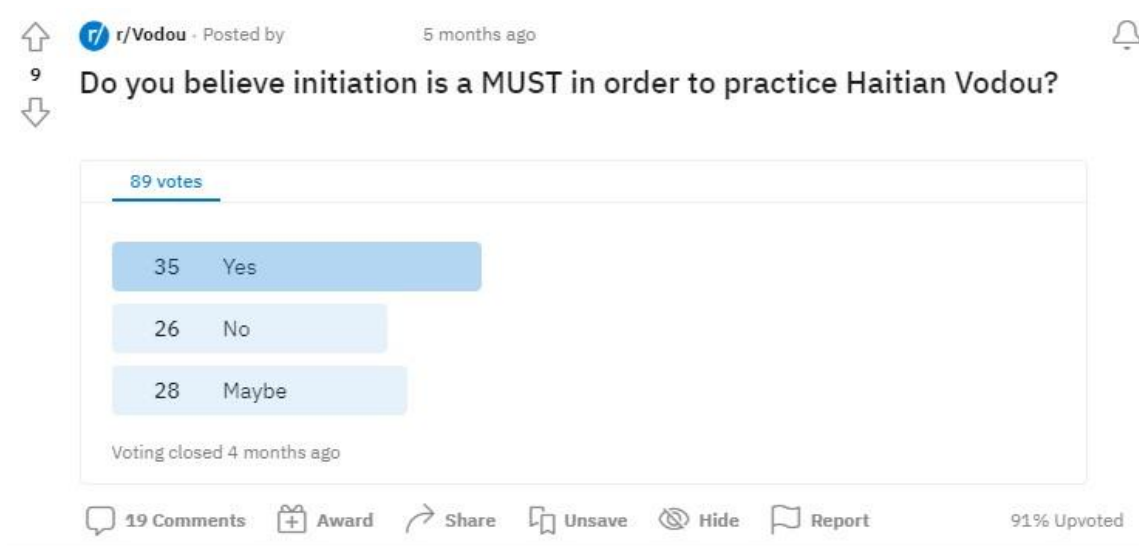 r/ r/Vodou · Posted by 5 months ago
9
Do you believe initiation is a MUST in order to practice Haitian Vodou?
89 votes
35 Yes
26 No
28 Maybe
Voting closed 4 months ago
19 Comments Award Share Unsave Hide Report 91% Upvoted